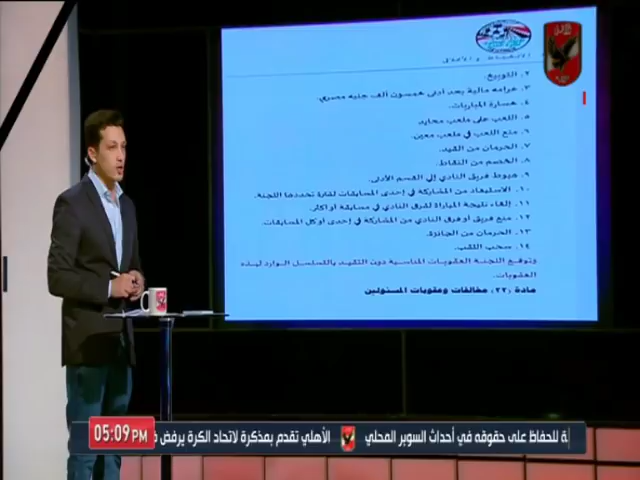 الانضباط والأخلاق
٢. التوبيخ.
٣. غرامة مالية بحد أدنى خمسون ألف جنيه مصري.
٤. خسارة المباريات.
٥. اللعب على ملعب محايد.
٦. منع اللعب في ملعب معين.
٧. الحرمان من القيد.
٨. الخصم من النقاط.
٩. هبوط فريق النادي إلى القسم الأدنى.
١٠. الاستبعاد من المشاركة في إحدى المسابقات لفترة تحددها اللجنة.
١١. إلغاء نتيجة المباراة لفرق النادي في مسابقة أو أكثر.
١٢. منع فريق أو فرق النادي من المشاركة في إحدى أو كل المسابقات.
١٣. الحرمان من الجائزة.
١٤. سحب اللقب.
وتوقع اللجنة العقوبات المناسبة دون التقيد بالتسلسل الوارد لهذه
العقوبات.
مادة (٢٢) مخالفات وعقوبات المسئولين
05:09 PM
ة للحفاظ على حقوقه في أحداث السوبر المحلي الأهلي تقدم بمذكرة لاتحاد الكرة يرفض